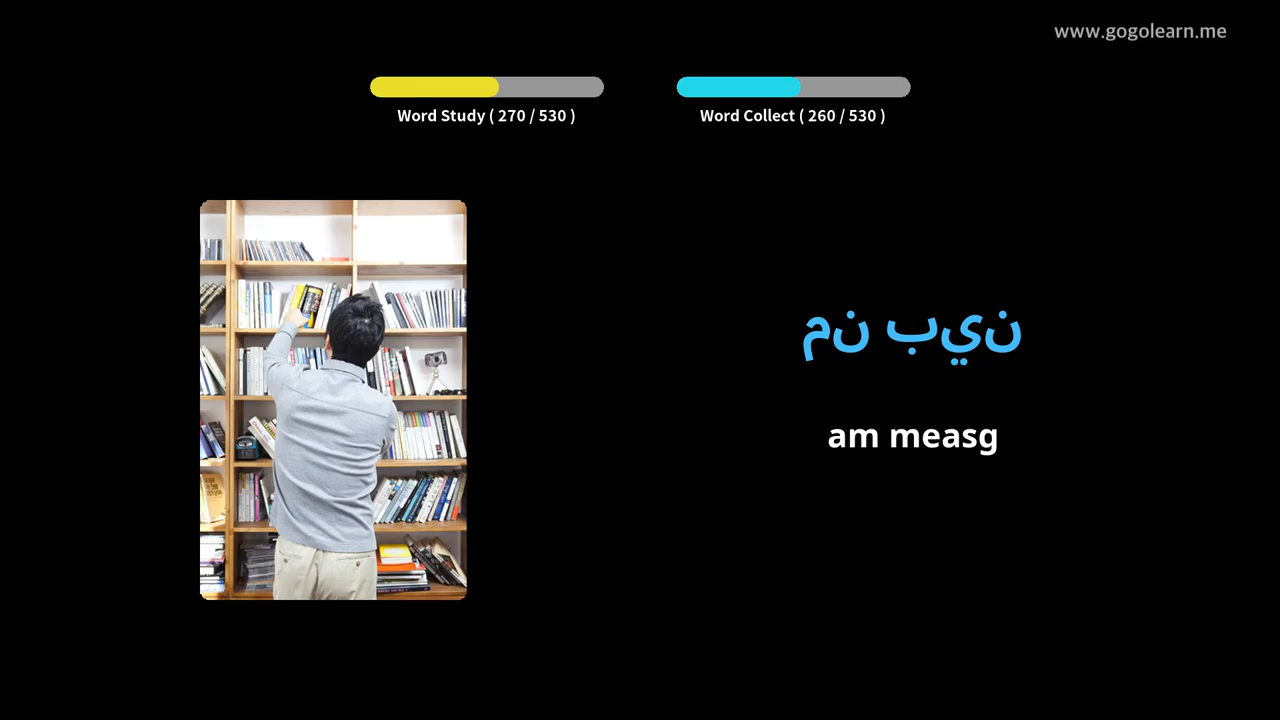 www.gogolearn.me
Word Study ( 270 / 530 )
Word Collect ( 260 / 530 )
من بين
am measg